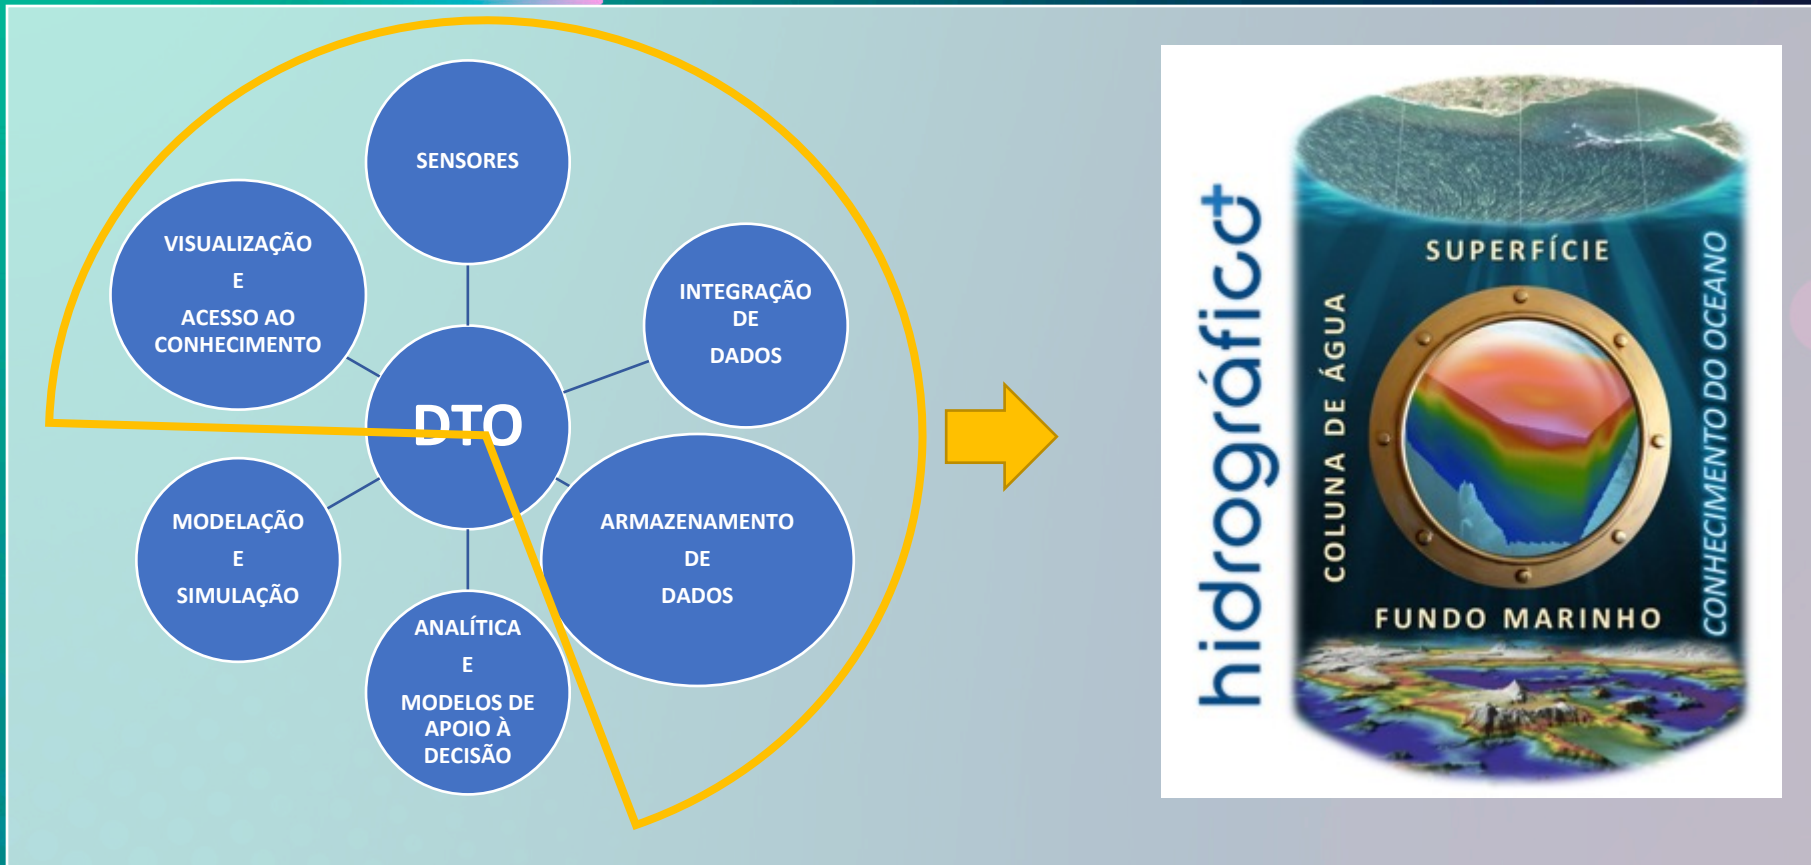 SENSORES
VISUALIZAÇÃO
E
ACESSO AO
CONHECIMENTO
INTEGRAÇÃO
DE
DADOS
DTO
MODELAÇÃO
E
SIMULAÇÃO
ARMAZENAMENTO
DE
DADOS
ANALÍTICA
E
MODELOS DE
APOIO À
DECISÃO
hidrográfico+
SUPERFÍCIE
COLUNA DE ÁGUA
CONHECIMENTO DO OCEANO
FUNDO MARINHO